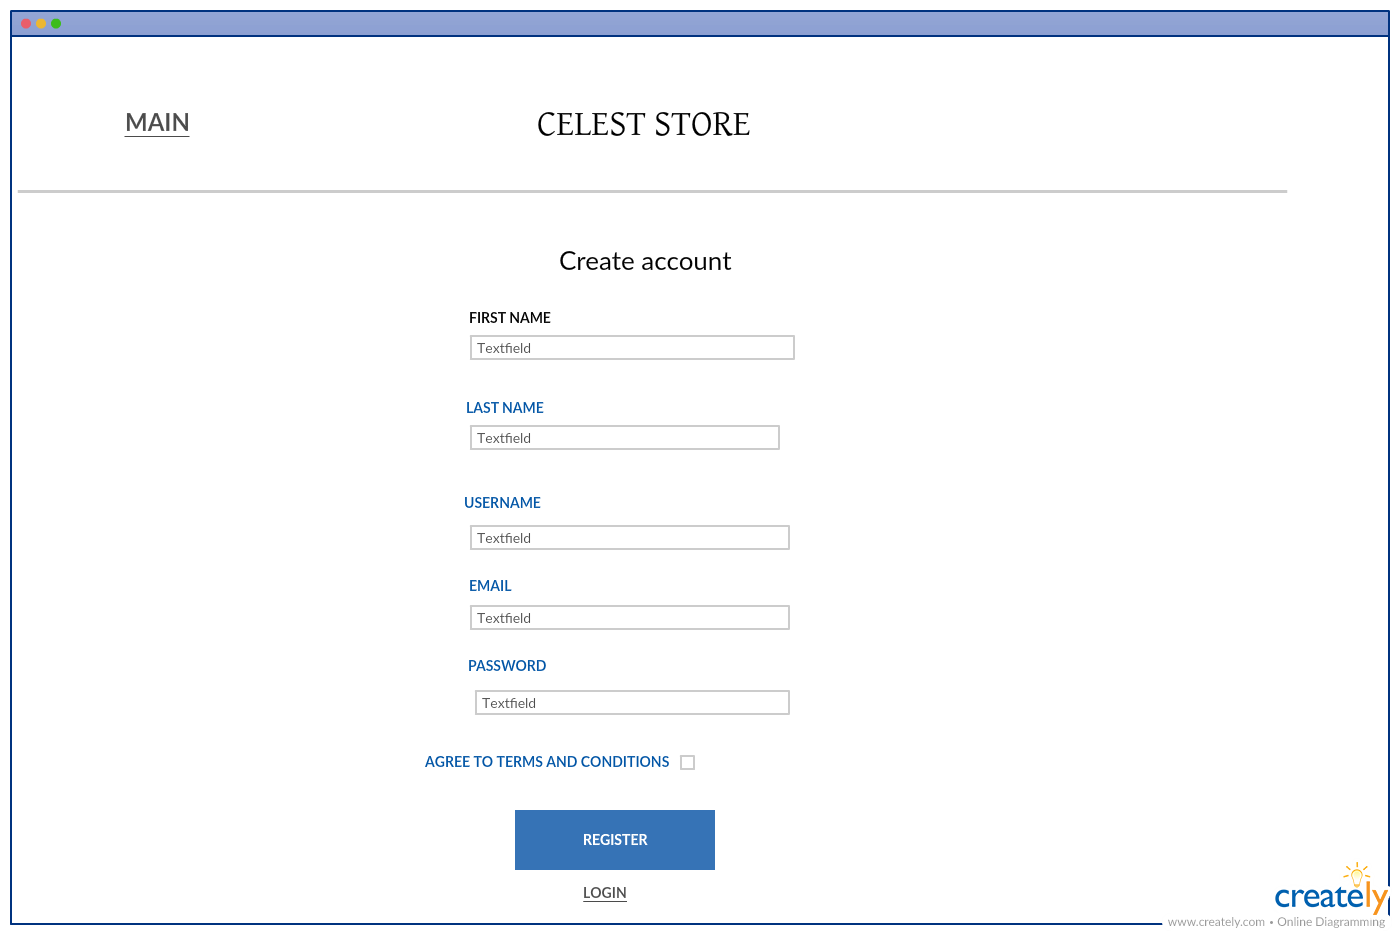 MAIN
CELEST STORE
Create account
FIRST NAME
Textfield
LAST NAME
Textfield
USERNAME
Textfield
EMAIL
Textfield
PASSWORD
Textfield
AGREE TO TERMS AND CONDITIONS
REGISTER
LOGIN
creately
www.creately.com • Online Diagramming